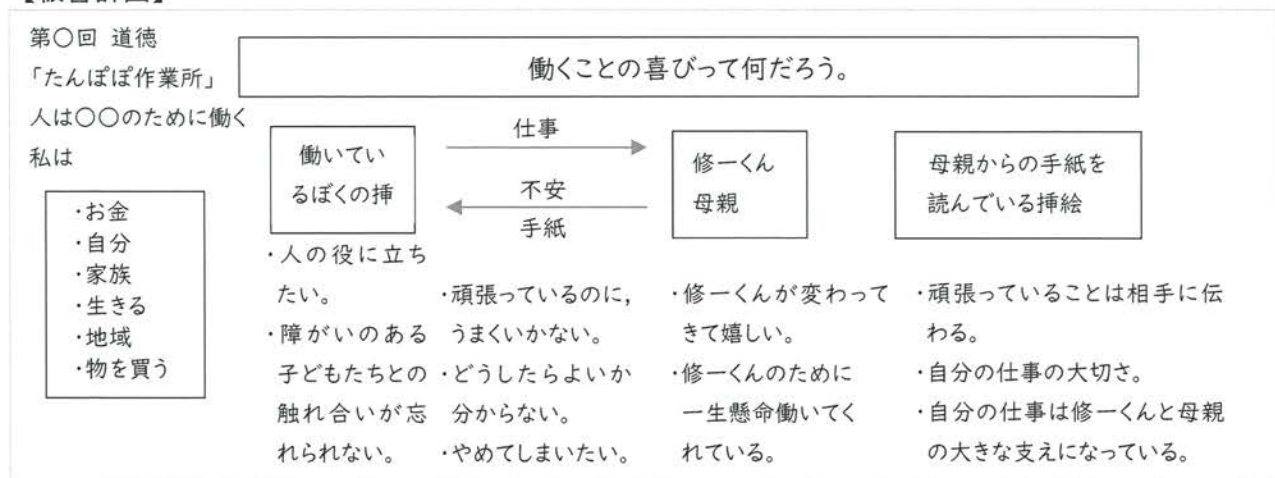 第〇回 道徳
「たんぽぽ作業所」
人は〇〇のために働く
私は
・お金
・自分
・家族
・生きる
・地域
・物を買う
働くことの喜びって何だろう。
働いてい
るぼくの挿
仕事
不安
手紙
修一くん
母親
母親からの手紙を
読んでいる挿絵
・人の役に立ち
たい。
・障がいのある
子どもたちとの
触れ合いが忘
れられない。
・頑張っているのに,
うまくいかない。
・どうしたらよいか
分からない。
・やめてしまいたい。
・修一くんが変わって
きて嬉しい。
・修一くんのために
一生懸命働いてく
れている。
・頑張っていることは相手に伝
わる。
・自分の仕事の大切さ。
・自分の仕事は修一くんと母親
の大きな支えになっている。